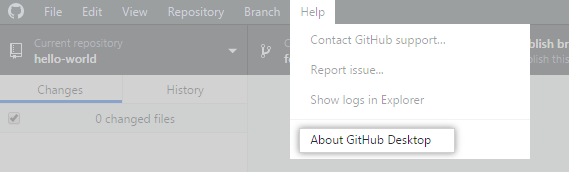 File Edit View Repository Branch Help
Current repository
hello-world
Changes History
0 changed files
Contact GitHub support...
Report issue...
Show logs in Explorer
About GitHub Desktop